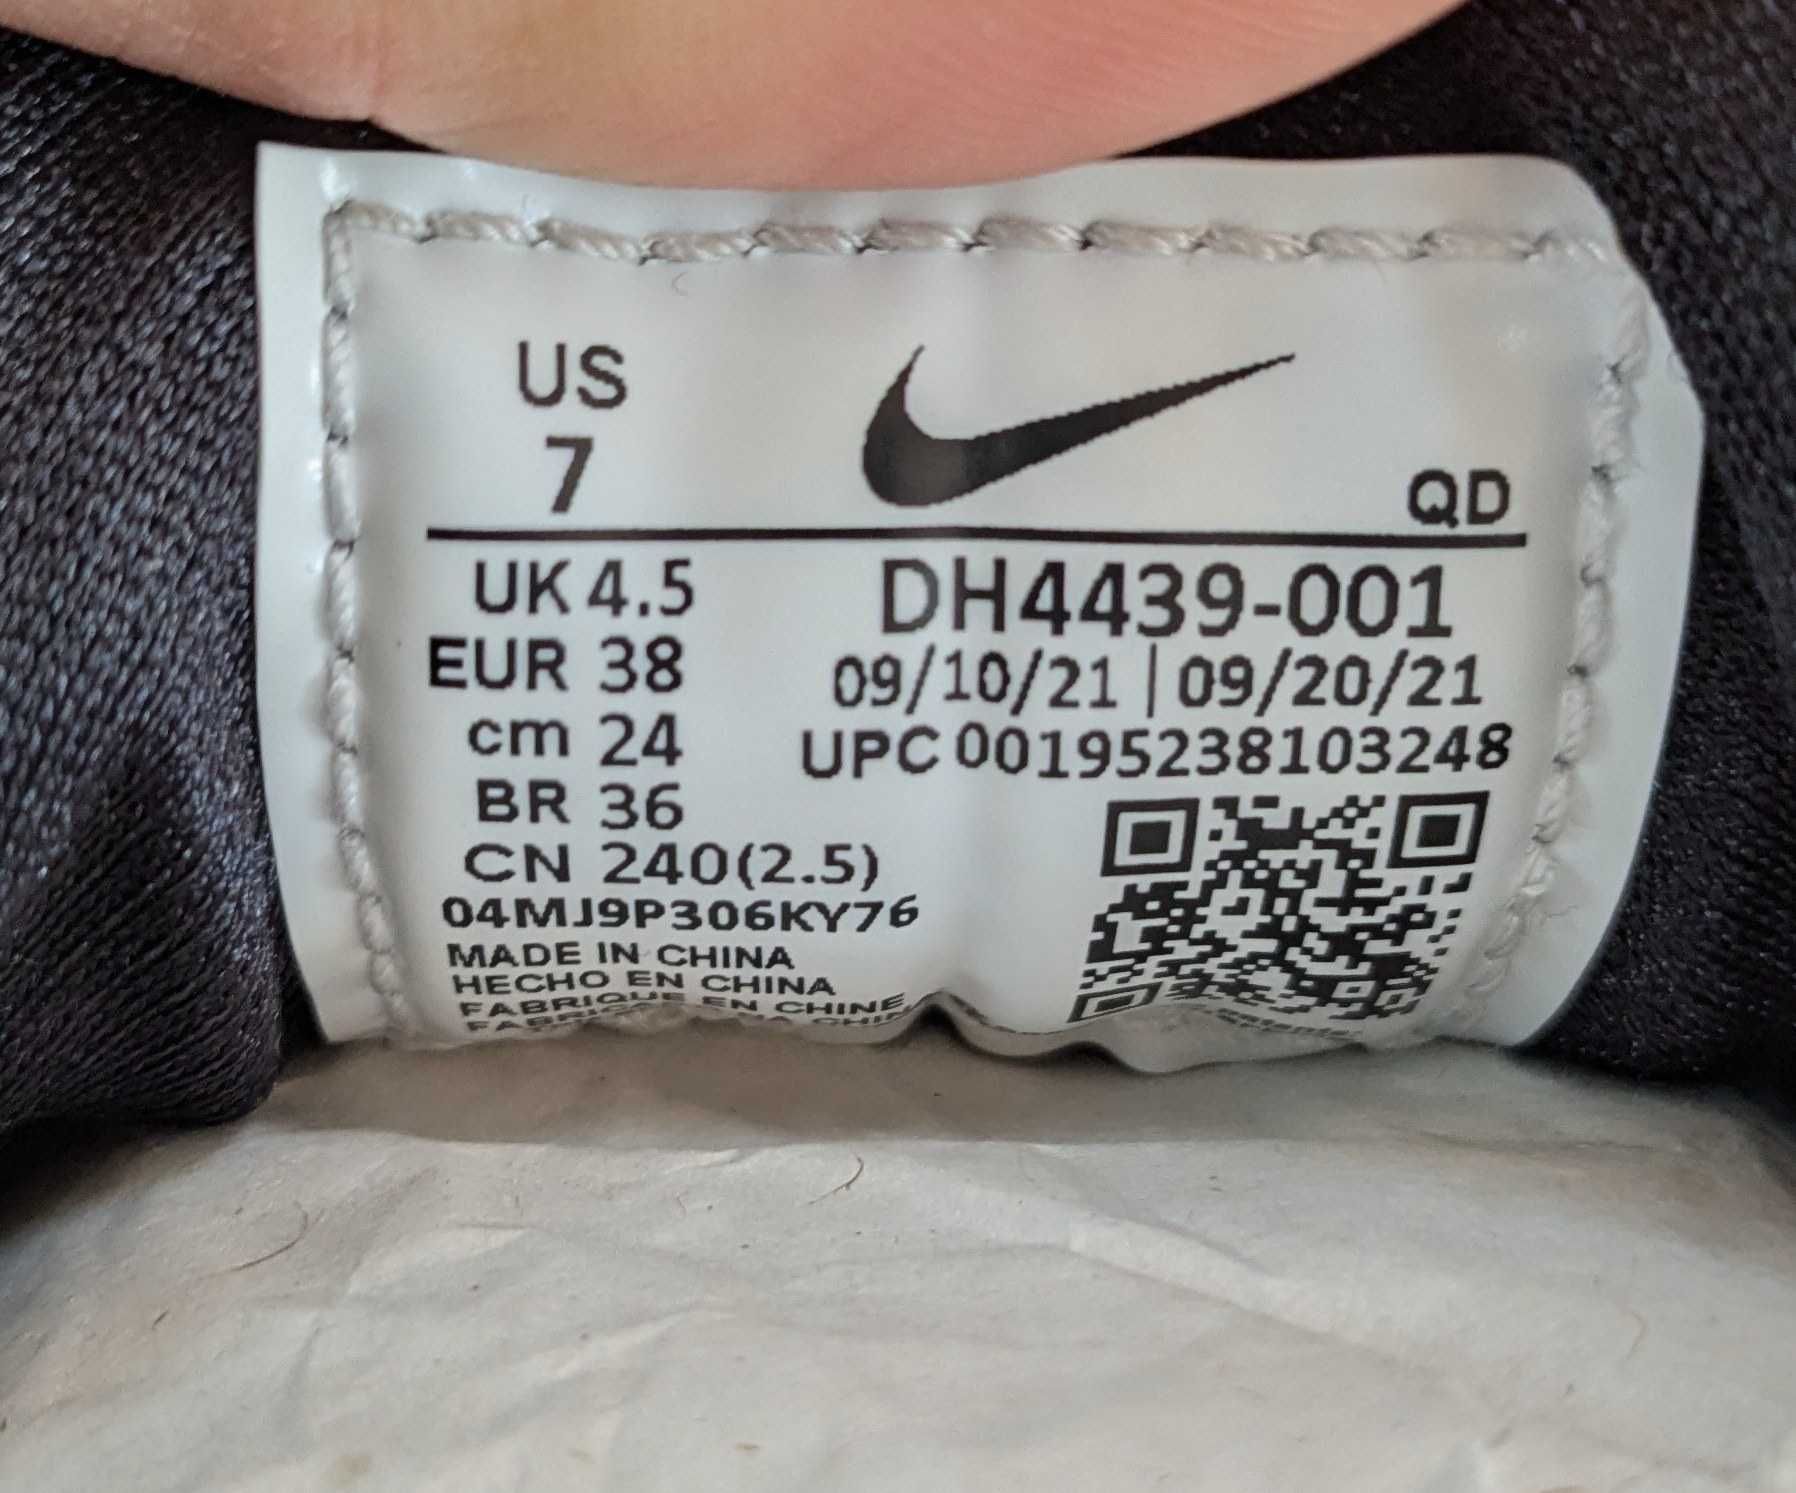 US
7
QD
UK 4.5
EUR 38
cm 24
BR 36
CN 240(2.5)
DH4439-001
09/10/21 | 09/20/21
UPC 00195238103248
04MJ9P306KY76
MADE IN CHINA
HECHO EN CHINA
FABRIQUE EN CHINE